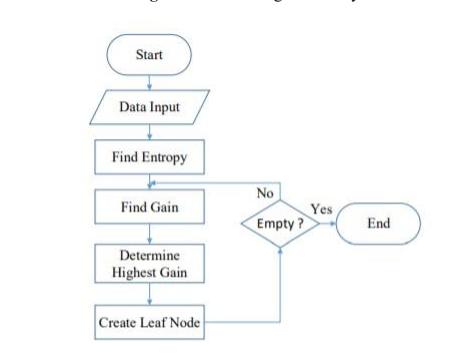 Start
Data Input
Find Entropy
Find Gain
Determine
Highest Gain
Create Leaf Node
No
Empty ?
Yes
End